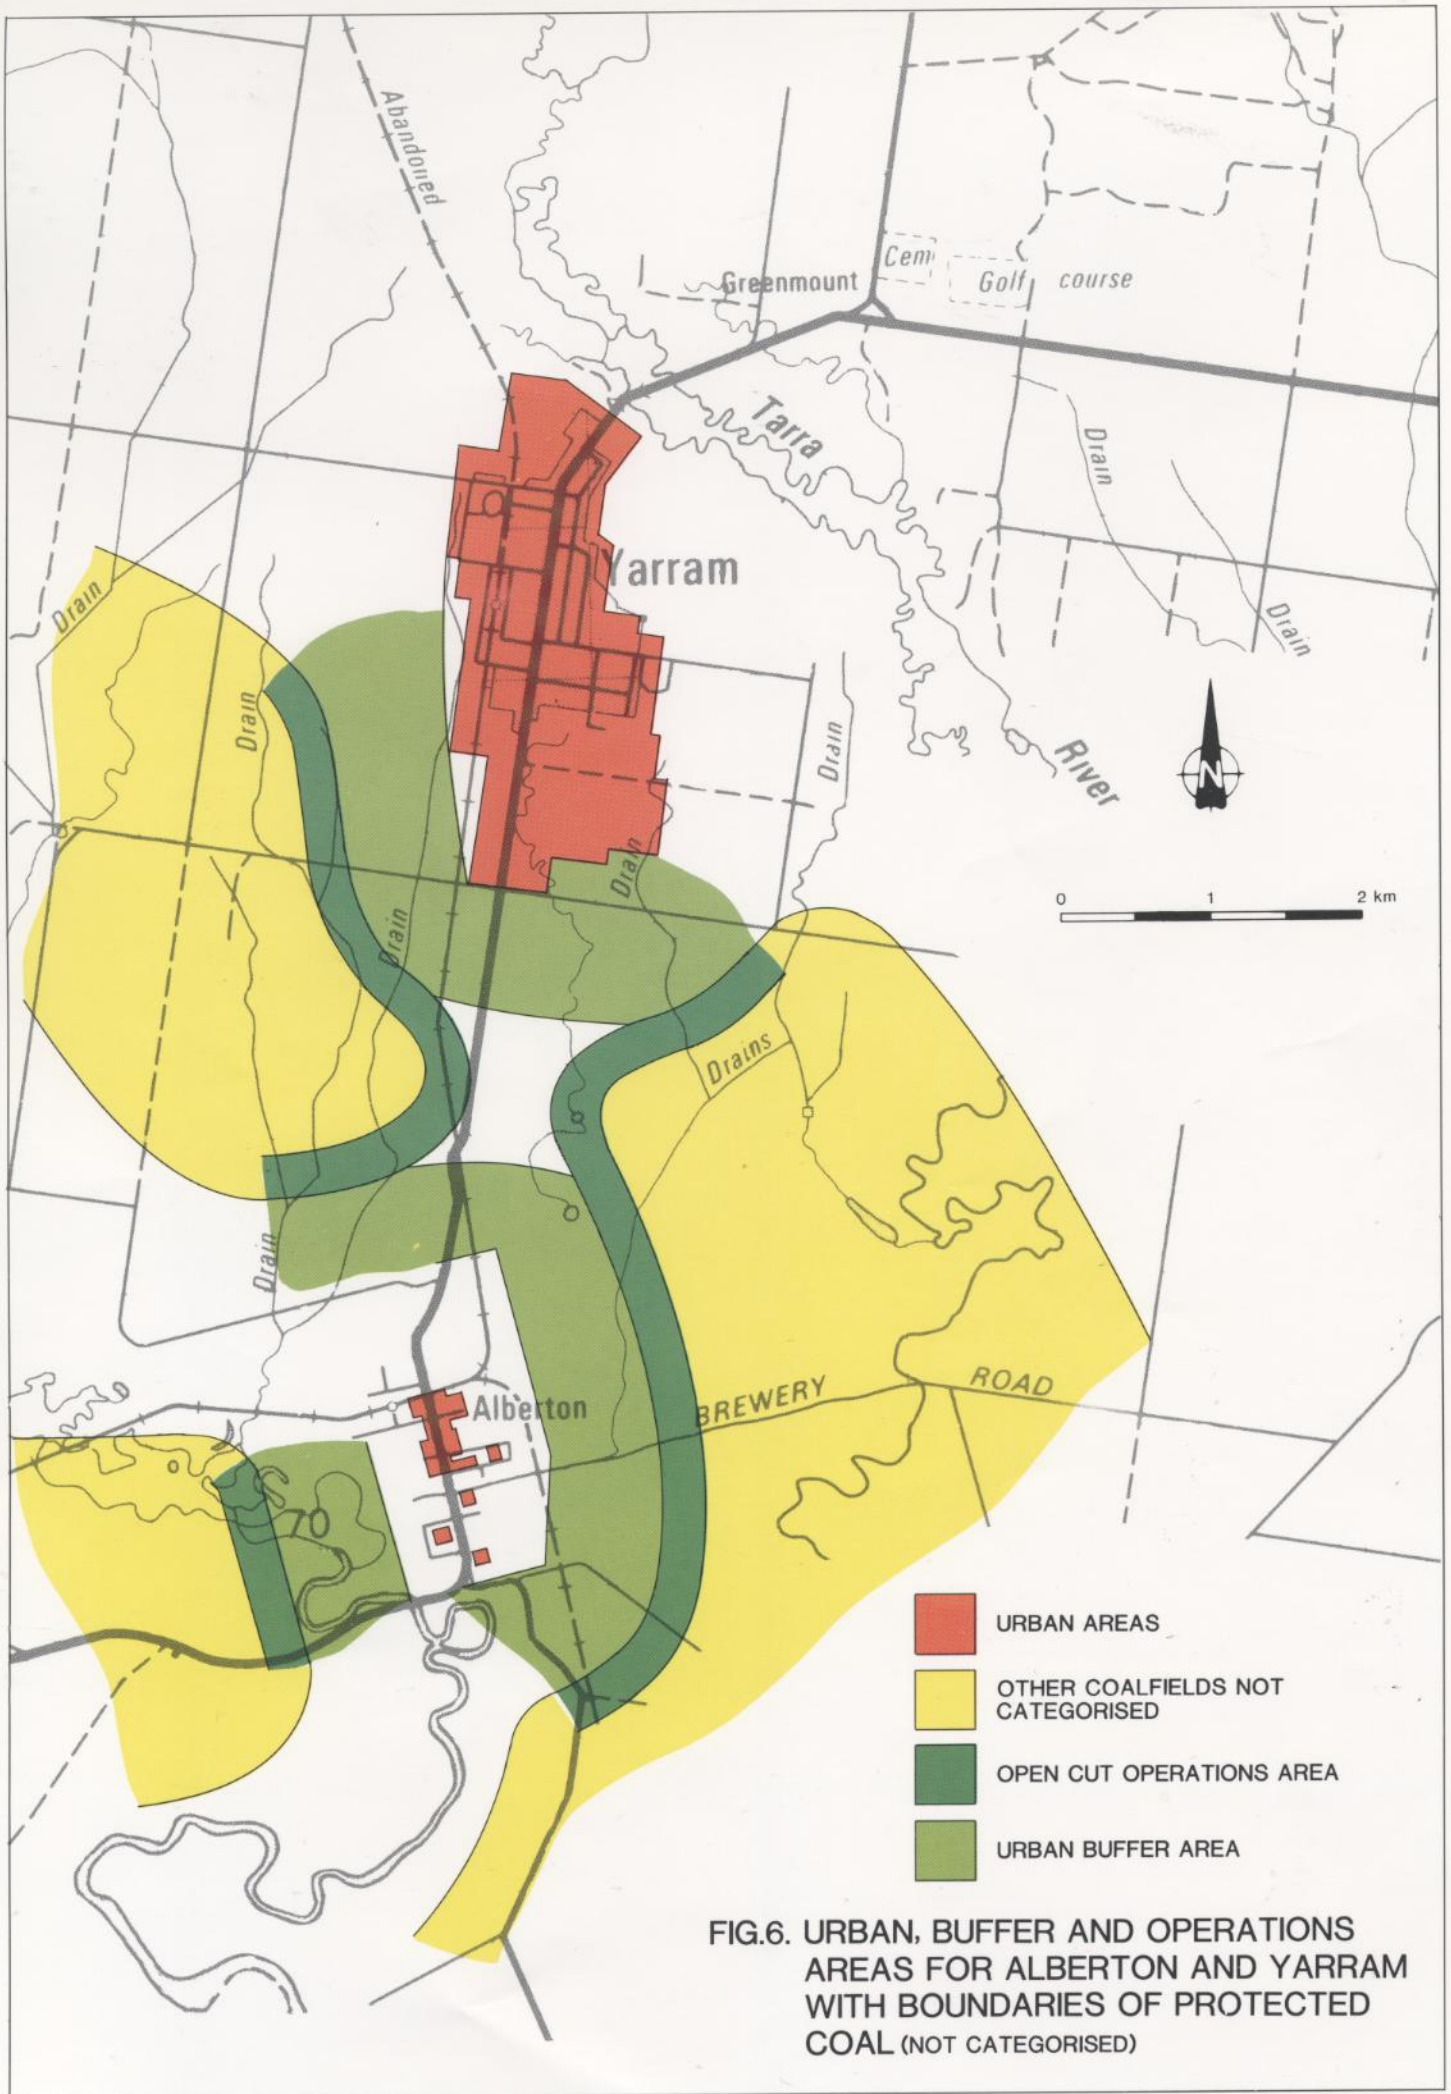 Abandoned
Cem
Greenmount
Golf course
Tarra
Drain
Yarram
Drain
Drain
Drain
Drain
River
N
0 1 2 km
Drain
Drain
Drains
Drain
BREWERY ROAD
Alberton
70
URBAN AREAS
OTHER COALFIELDS NOT
CATEGORISED
OPEN CUT OPERATIONS AREA
URBAN BUFFER AREA
FIG.6. URBAN, BUFFER AND OPERATIONS
AREAS FOR ALBERTON AND YARRAM
WITH BOUNDARIES OF PROTECTED
COAL (NOT CATEGORISED)